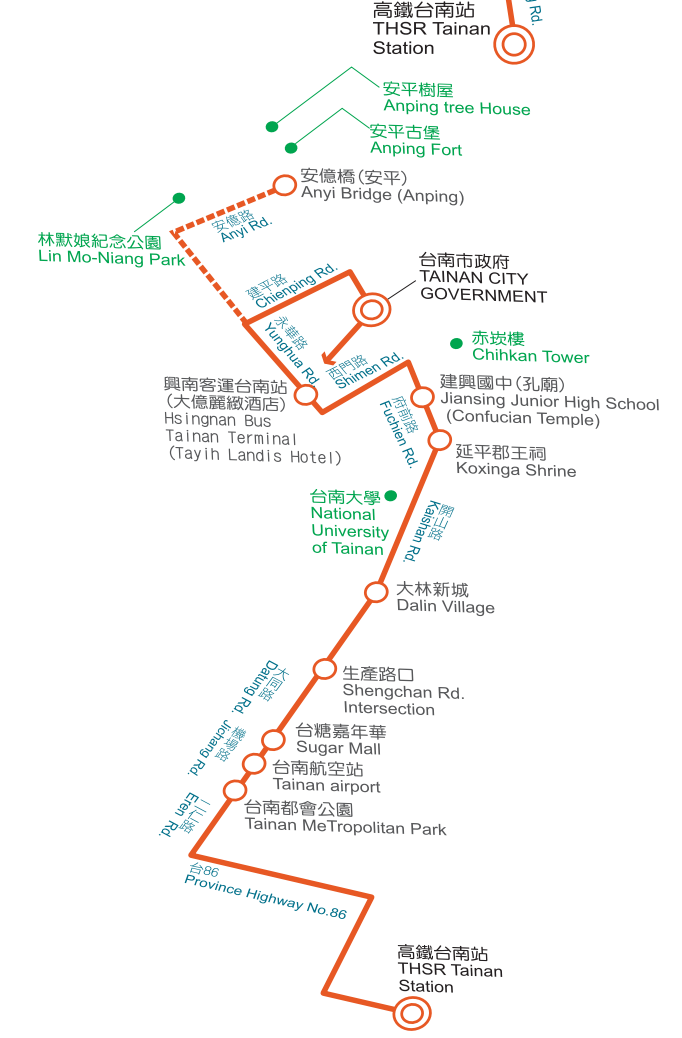 高鐵台南站
THSR Tainan
Station
g Rd.
安平樹屋
Anping tree House
安平古堡
Anping Fort
安億橋(安平)
Anyi Bridge (Anping)
安億路
Anyi Rd.
林默娘紀念公園
Lin Mo-Niang Park
台南市政府
TAINAN CITY
GOVERNMENT
建平路
Chienping Rd.
永華路
Yunghua Rd.
西門路
Shimen Rd.
赤崁樓
Chihkan Tower
興南客運台南站
(大億麗緻酒店)
Hsingnan Bus
Tainan Terminal
(Tayih Landis Hotel)
建興國中(孔廟)
Jiansing Junior High School
(Confucian Temple)
府前路
Fuchien Rd.
延平郡王祠
Koxinga Shrine
台南大學
National
University
of Tainan
開山路
Kaishan Rd.
大林新城
Dalin Village
生產路口
Shengchan Rd.
Intersection
大同路
Datung Rd.
台糖嘉年華
Sugar Mall
機場路
Jichang Rd.
台南航空站
Tainan airport
台南都會公園
Tainan MeTropolitan Park
二仁路
Eren Rd.
台86
Province Highway No.86
高鐵台南站
THSR Tainan
Station